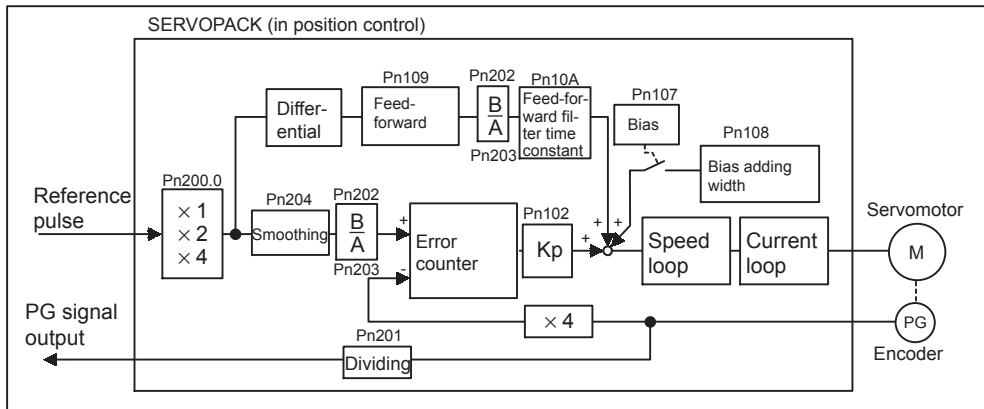 SERVOPACK (in position control)
Pn109
Pn202
Pn10A
Differ-
ential
Feed-
forward
B
A
Pn203
Feed-for-
ward fil-
ter time
constant
Pn107
Bias
Pn108
Bias adding
width
Reference
pulse
Pn200.0
× 1
× 2
× 4
Pn204
Smoothing
Pn202
B
A
Pn203
+
-
Error
counter
Pn102
Kp
+
+
+
Speed
loop
Current
loop
Servomotor
M
PG
Encoder
× 4
PG signal
output
Pn201
Dividing